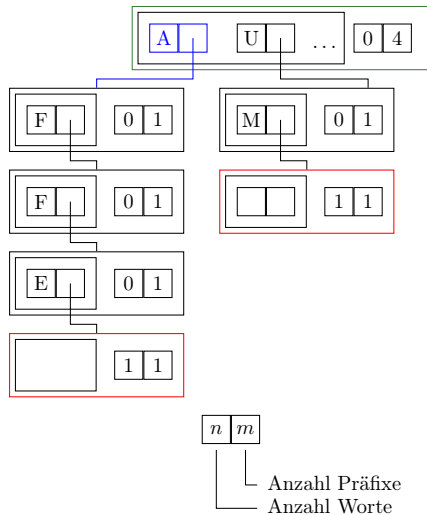 A U ... 0 4
F 0 1 M 0 1
F 0 1 1 1
E 0 1
1 1
n m
Anzahl Präfixe
Anzahl Worte